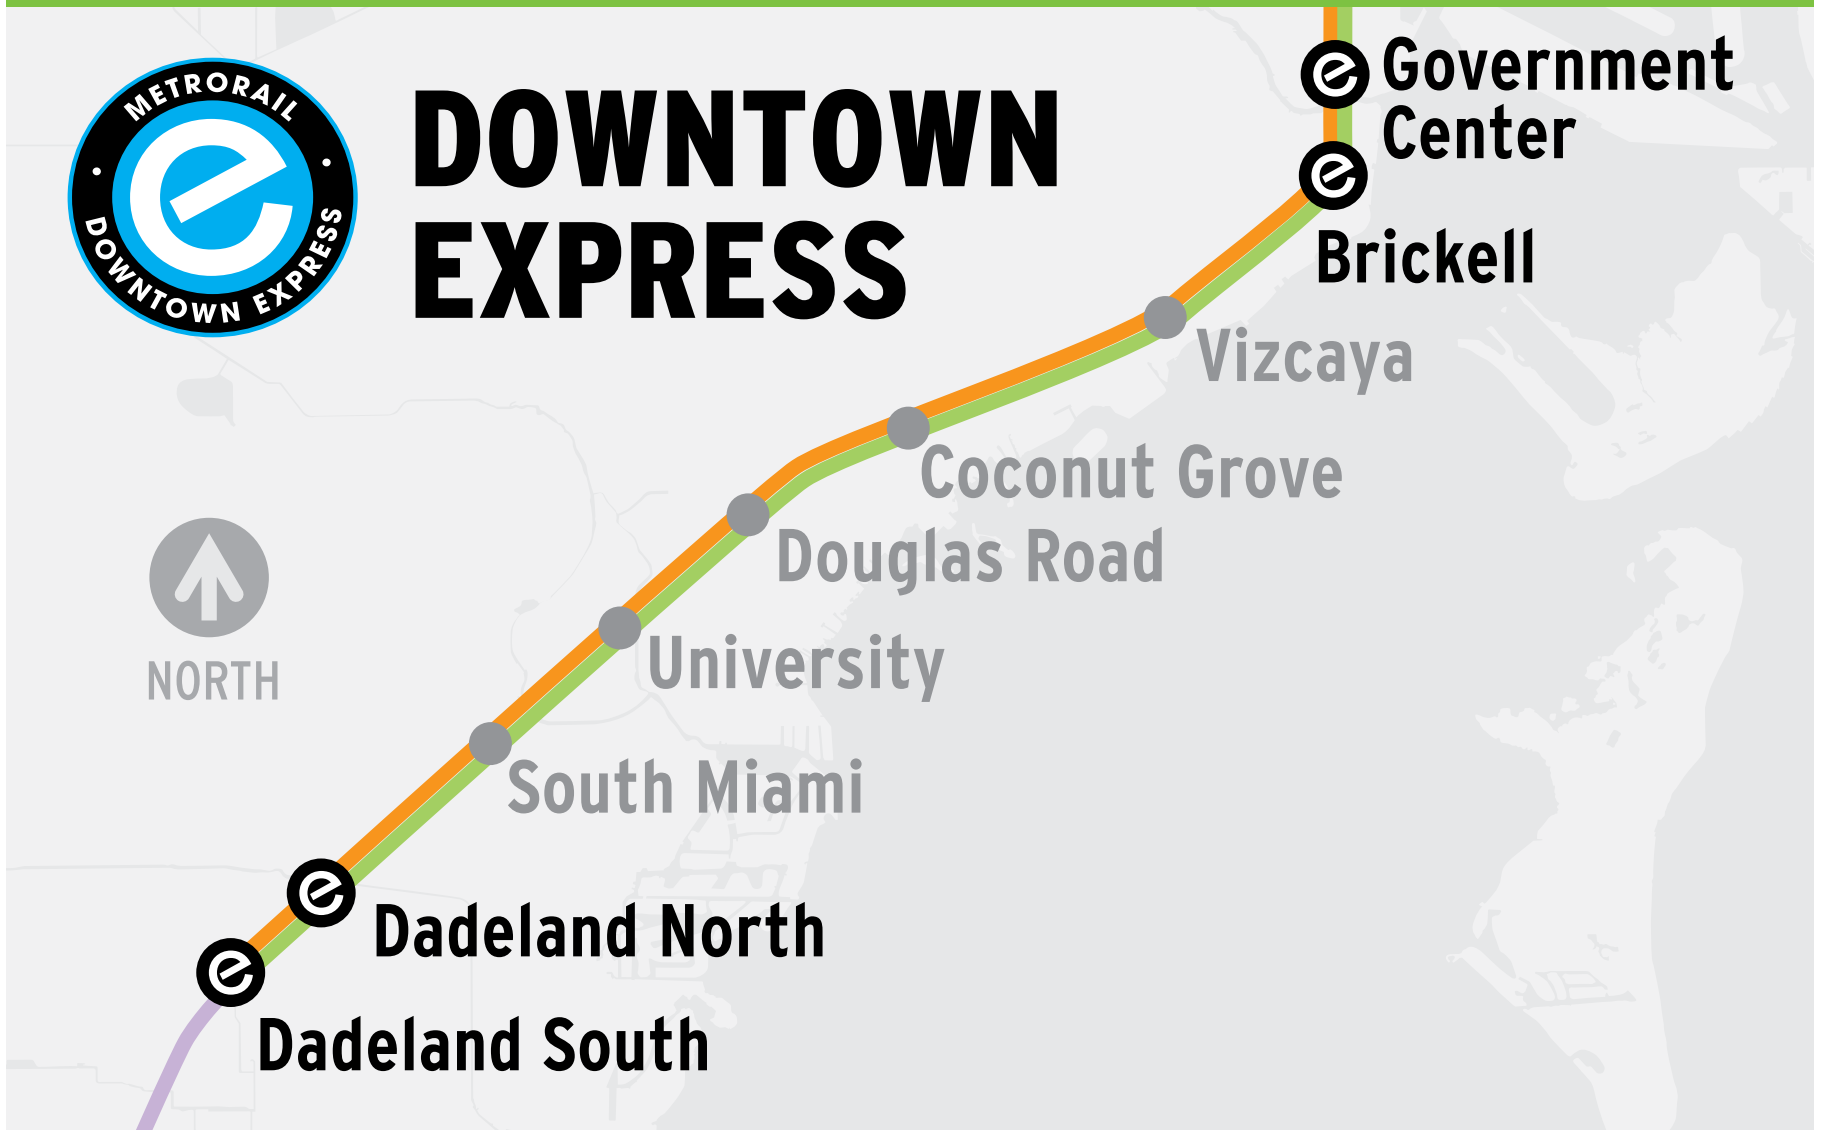 METRORAIL
• DOWNTOWN EXPRESS •
e
DOWNTOWN
EXPRESS
e
Government
Center
e
Brickell
Vizcaya
Coconut Grove
Douglas Road
University
South Miami
e
Dadeland North
e
Dadeland South
NORTH